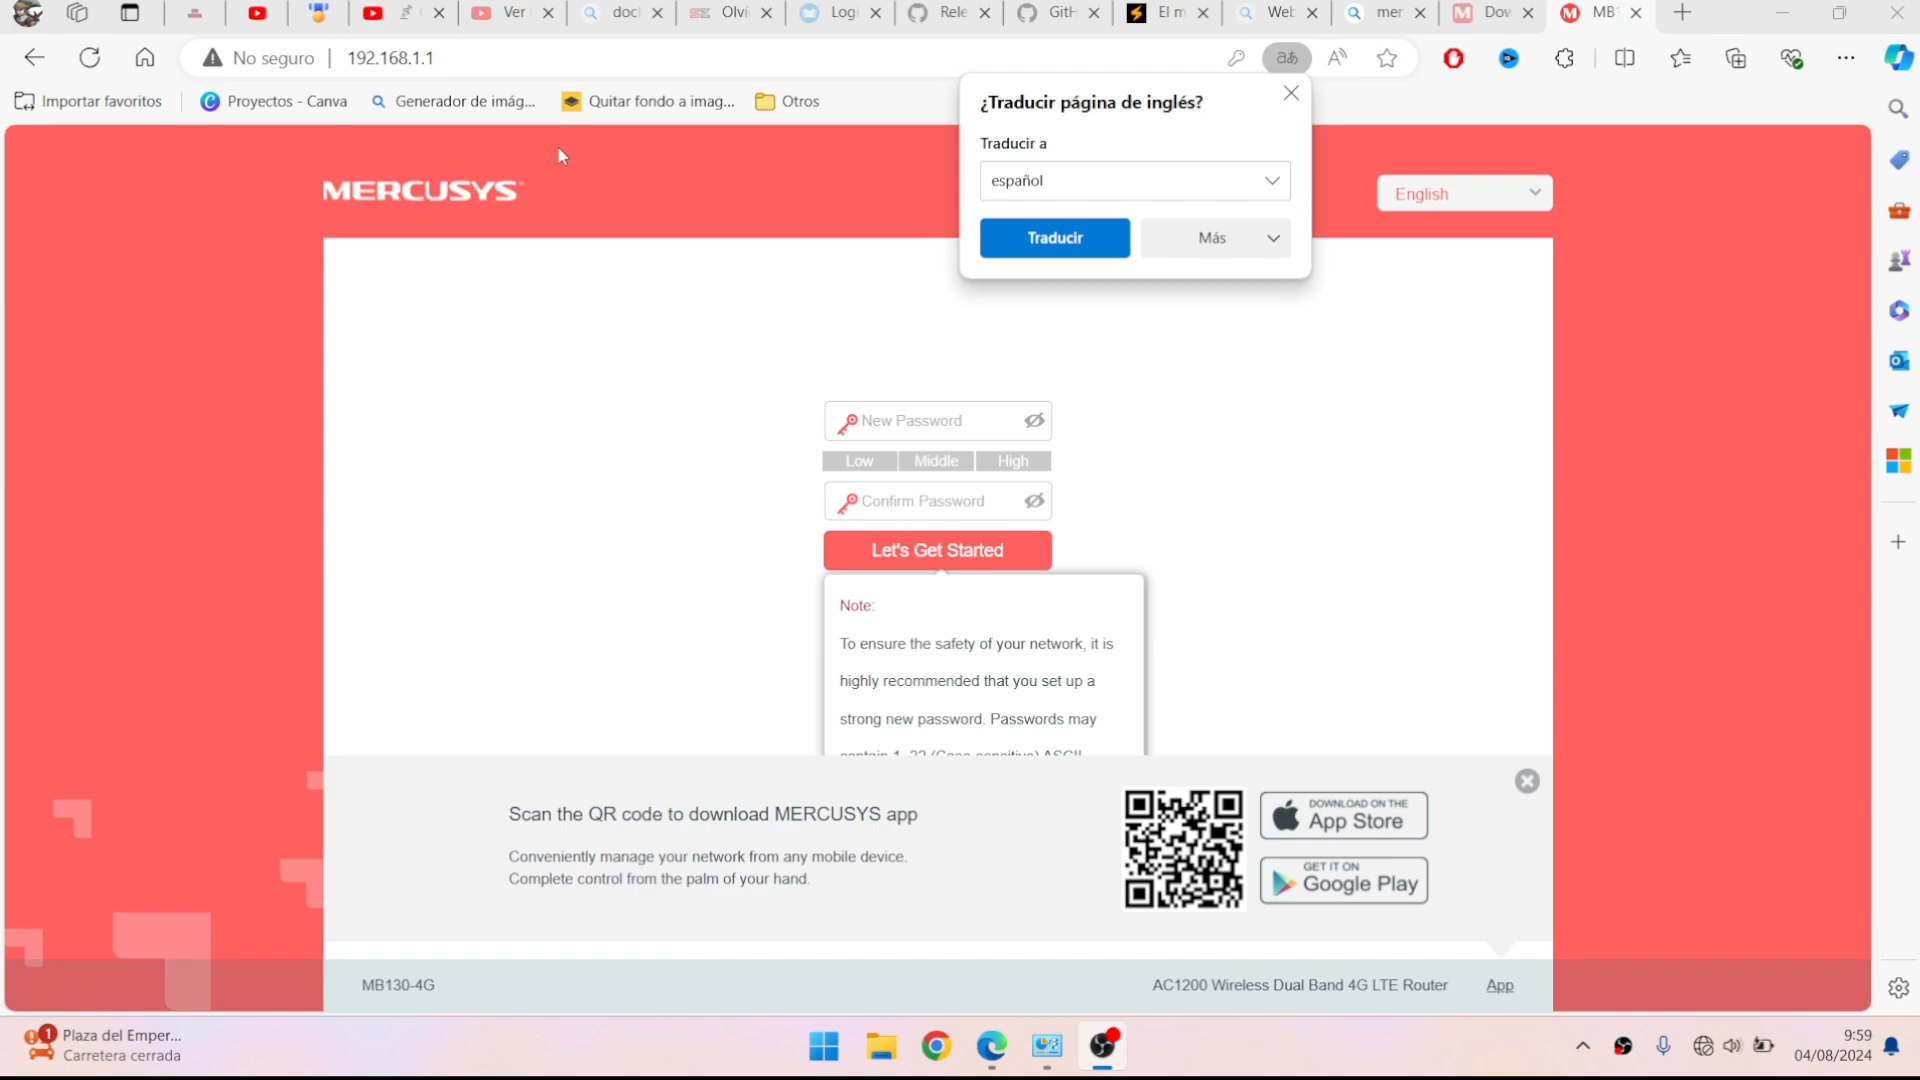 Ver
doc
Olvi
Logi
Rele
GitH
El m
Web
mer
Dov
MB1
No seguro
192.168.1.1
aあ
Importar favoritos
Proyectos - Canva
Generador de imág...
Quitar fondo a imag...
Otros
¿Traducir página de inglés?
Traducir a
español
Traducir
Más
MERCUSYS
English
New Password
Low
Middle
High
Confirm Password
Let's Get Started
Note:
To ensure the safety of your network, it is
highly recommended that you set up a
strong new password. Passwords may
Scan the QR code to download MERCUSYS app
Conveniently manage your network from any mobile device.
Complete control from the palm of your hand.
DOWNLOAD ON THE
App Store
GET IT ON
Google Play
MB130-4G
AC1200 Wireless Dual Band 4G LTE Router
App
1
Plaza del Emper...
Carretera cerrada
9:59
04/08/2024